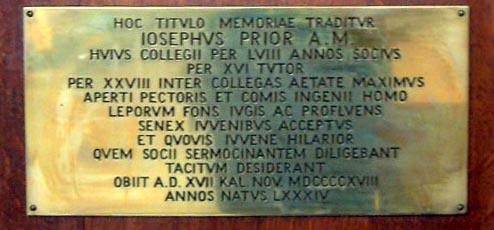 HOC TITVLO MEMORIAE TRADITVR
IOSEPHVS PRIOR A.M.
HVIVS COLLEGII PER LVIII ANNOS SOCIVS
PER XVI TVTOR
PER XXVIII INTER COLLEGAS AETATE MAXIMVS
APERTI PECTORIS ET COMIS INGENII HOMO
LEPORVM FONS IVGIS AC PROFLVENS
SENEX IVVENIBVS ACCEPTVS
ET QVOVIS IVVENE HILARIOR
QVEM SOCII SERMOCINANTEM DILIGEBANT
TACITVM DESIDERANT
OBIIT A.D. XVII KAL. NOV. MDCCCCXVIII
ANNOS NATVS LXXXIV